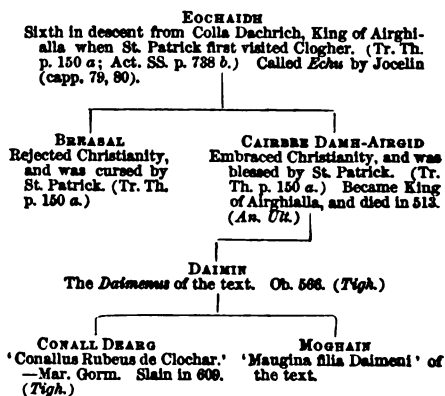 EOCHAIDH
Sixth in descent from Colla Dachrich, King of Airghi-
alla when St. Patrick first visited Clogher. (Tr. Th.
p. 150 a; Act. SS. p. 738 b.) Called Echu by Jocelin
(capp. 79, 80).
BREASAL
Rejected Christianity,
and was cursed by
St. Patrick. (Tr. Th.
p. 150 a.)
CAIRBRE DAMH-AIRGID
Embraced Christianity, and was
blessed by St. Patrick. (Tr.
Th. p. 150 a.) Became King
of Airghialla, and died in 513.
(An. Ult.)
DAIMIN
The Daimenus of the text. Ob. 566. (Tigh.)
CONALL DEARG
'Conallus Rubeus de Clochar.'
—Mar. Gorm. Slain in 609.
(Tigh.)
MOGHAIN
'Maugina filia Daimeni' of
the text.